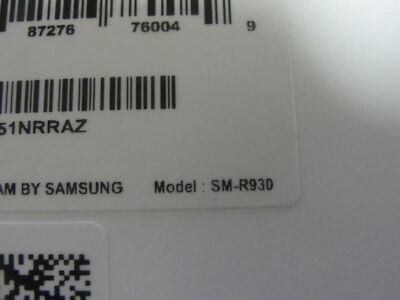 87276 76004 9
51NRRAZ
AM BY SAMSUNG Model : SM-R930